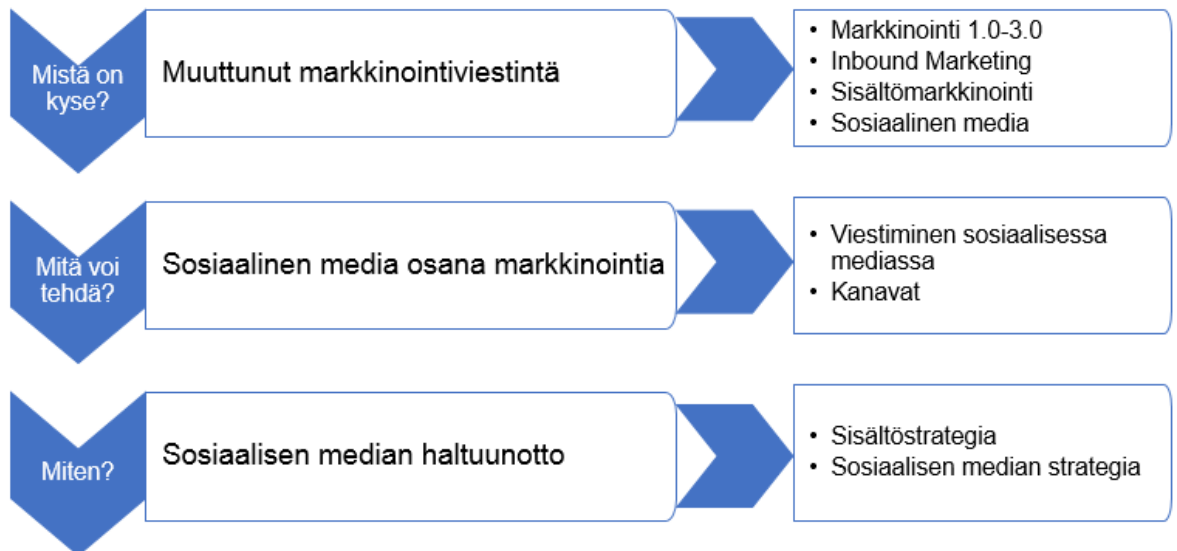 Mistä on
kyse?
Muuttunut markkinointiviestintä
• Markkinointi 1.0-3.0
• Inbound Marketing
• Sisältömarkkinointi
• Sosiaalinen media
Mitä voi
tehdä?
Sosiaalinen media osana markkinointia
• Viestiminen sosiaalisessa
mediassa
• Kanavat
Miten?
Sosiaalisen median haltuunotto
• Sisältöstrategia
• Sosiaalisen median strategia